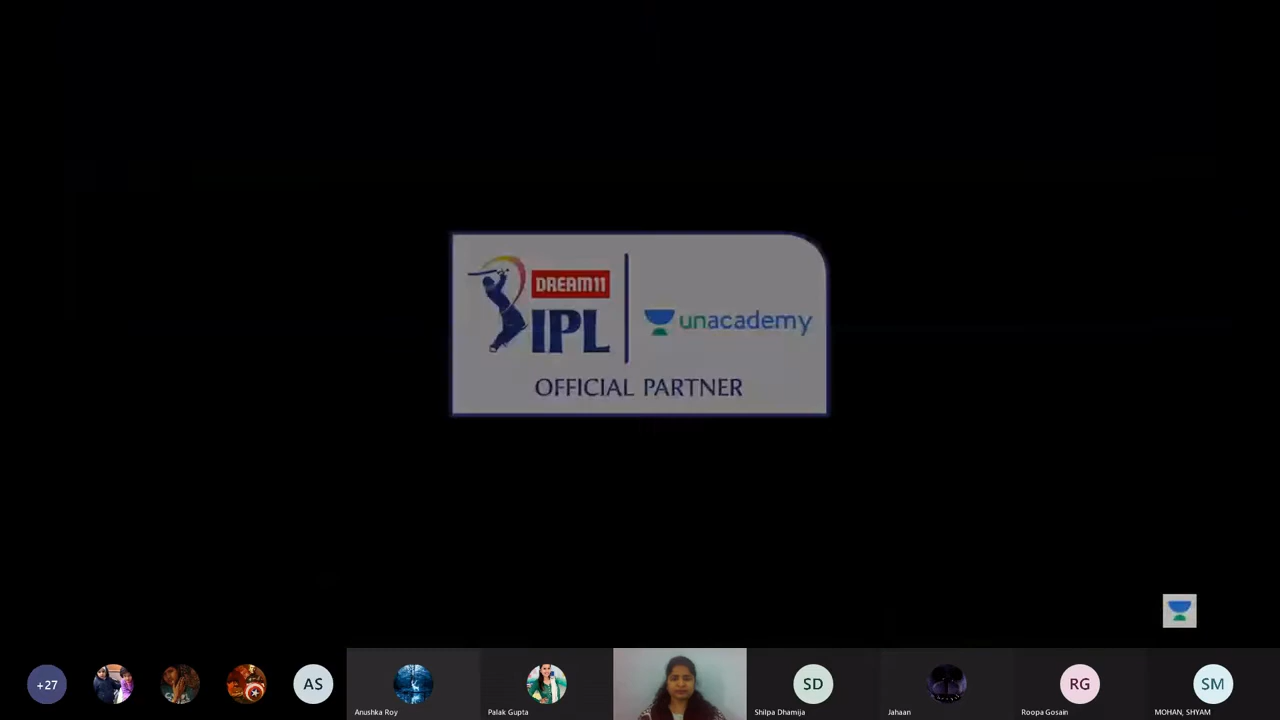 DREAM11
IPL
unacademy
OFFICIAL PARTNER
+27
AS
Anushka Roy
Palak Gupta
SD
Shilpa Dhamija
Jahaan
RG
Roopa Gosain
SM
MOHAN, SHYAM